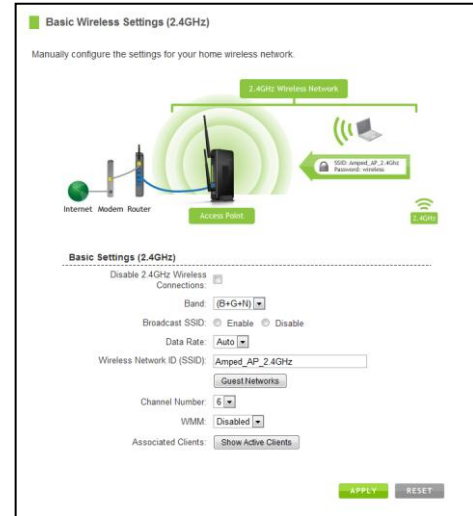 Basic Wireless Settings (2.4GHz)
Manually configure the settings for your home wireless network.
2.4GHz Wireless Network
SSID: Amped_AP_2.4Ghz
Password: wireless
Internet Modem Router
Access Point
2.4GHz
Basic Settings (2.4GHz)
Disable 2.4GHz Wireless
Connections:
Band: (B+G+N)
Broadcast SSID: Enable Disable
Data Rate: Auto
Wireless Network ID (SSID): Amped_AP_2.4GHz
Guest Networks
Channel Number: 6
WMM: Disabled
Associated Clients: Show Active Clients
APPLY RESET